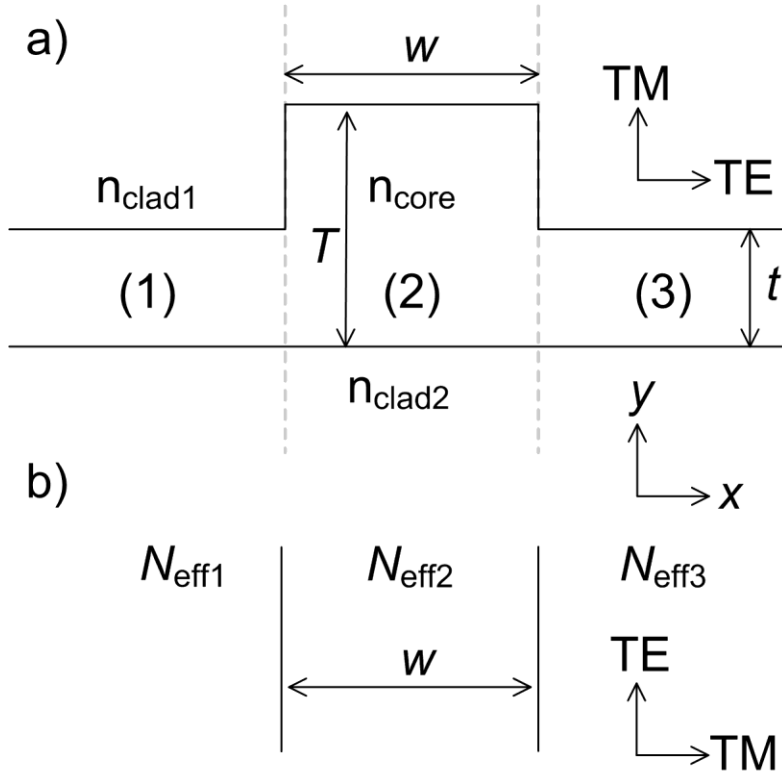 a)
w
TM
TE
n_clad1
n_core
T
(1)
(2)
(3)
t
n_clad2
y
x
b)
N_eff1
N_eff2
N_eff3
w
TE
TM